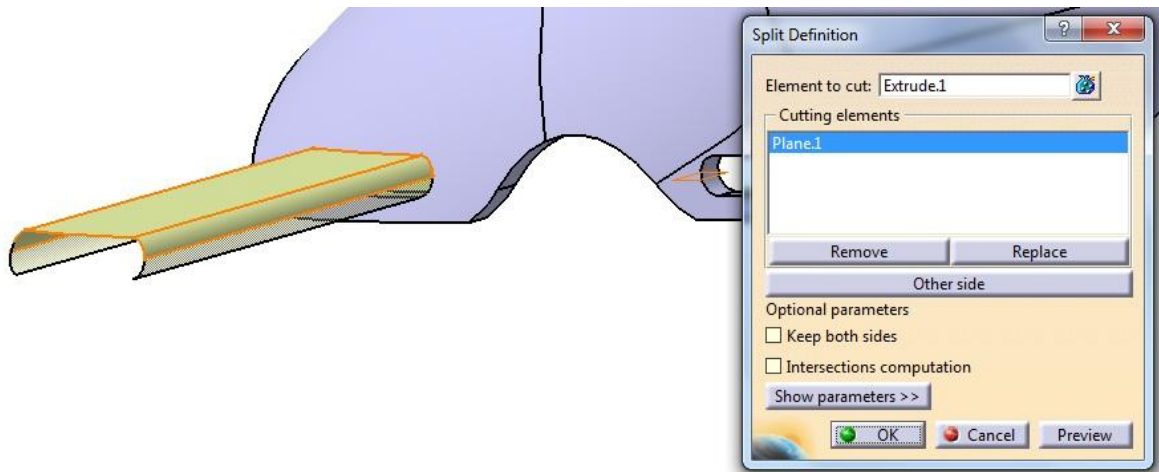 Split Definition
? X
Element to cut: Extrude.1
Cutting elements
Plane.1
Remove Replace
Other side
Optional parameters
Keep both sides
Intersections computation
Show parameters >>
OK Cancel Preview